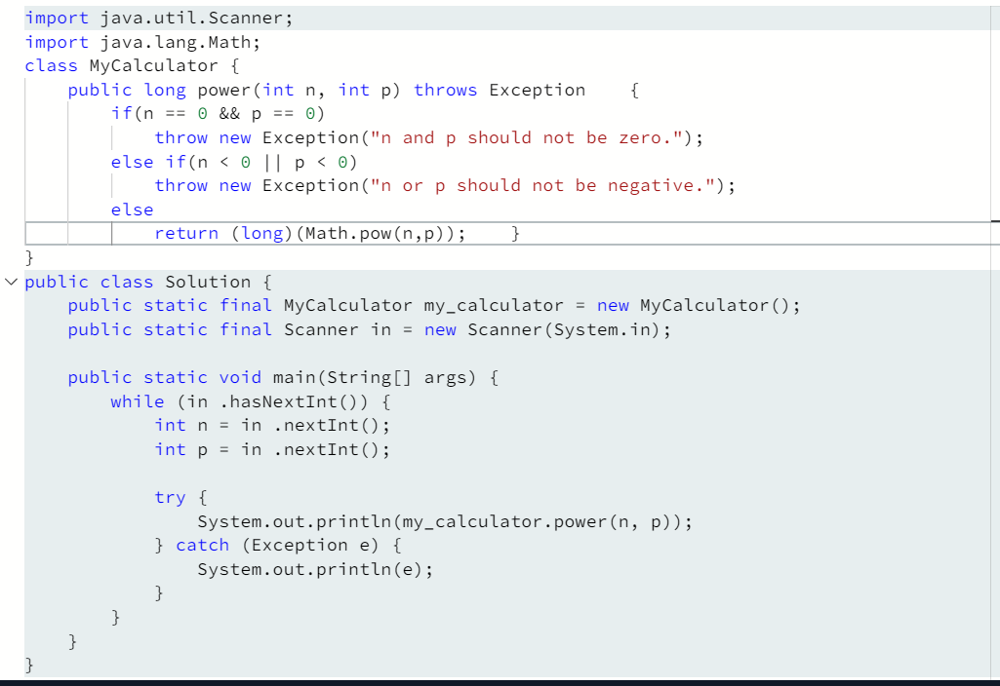 import java.util.Scanner;
import java.lang.Math;
class MyCalculator {
    public long power(int n, int p) throws Exception    {
        if(n == 0 && p == 0)
            throw new Exception("n and p should not be zero.");
        else if(n < 0 || p < 0)
            throw new Exception("n or p should not be negative.");
        else
            return (long)(Math.pow(n,p));    }
}
public class Solution {
    public static final MyCalculator my_calculator = new MyCalculator();
    public static final Scanner in = new Scanner(System.in);

    public static void main(String[] args) {
        while (in .hasNextInt()) {
            int n = in .nextInt();
            int p = in .nextInt();

            try {
                System.out.println(my_calculator.power(n, p));
            } catch (Exception e) {
                System.out.println(e);
            }
        }
    }
}